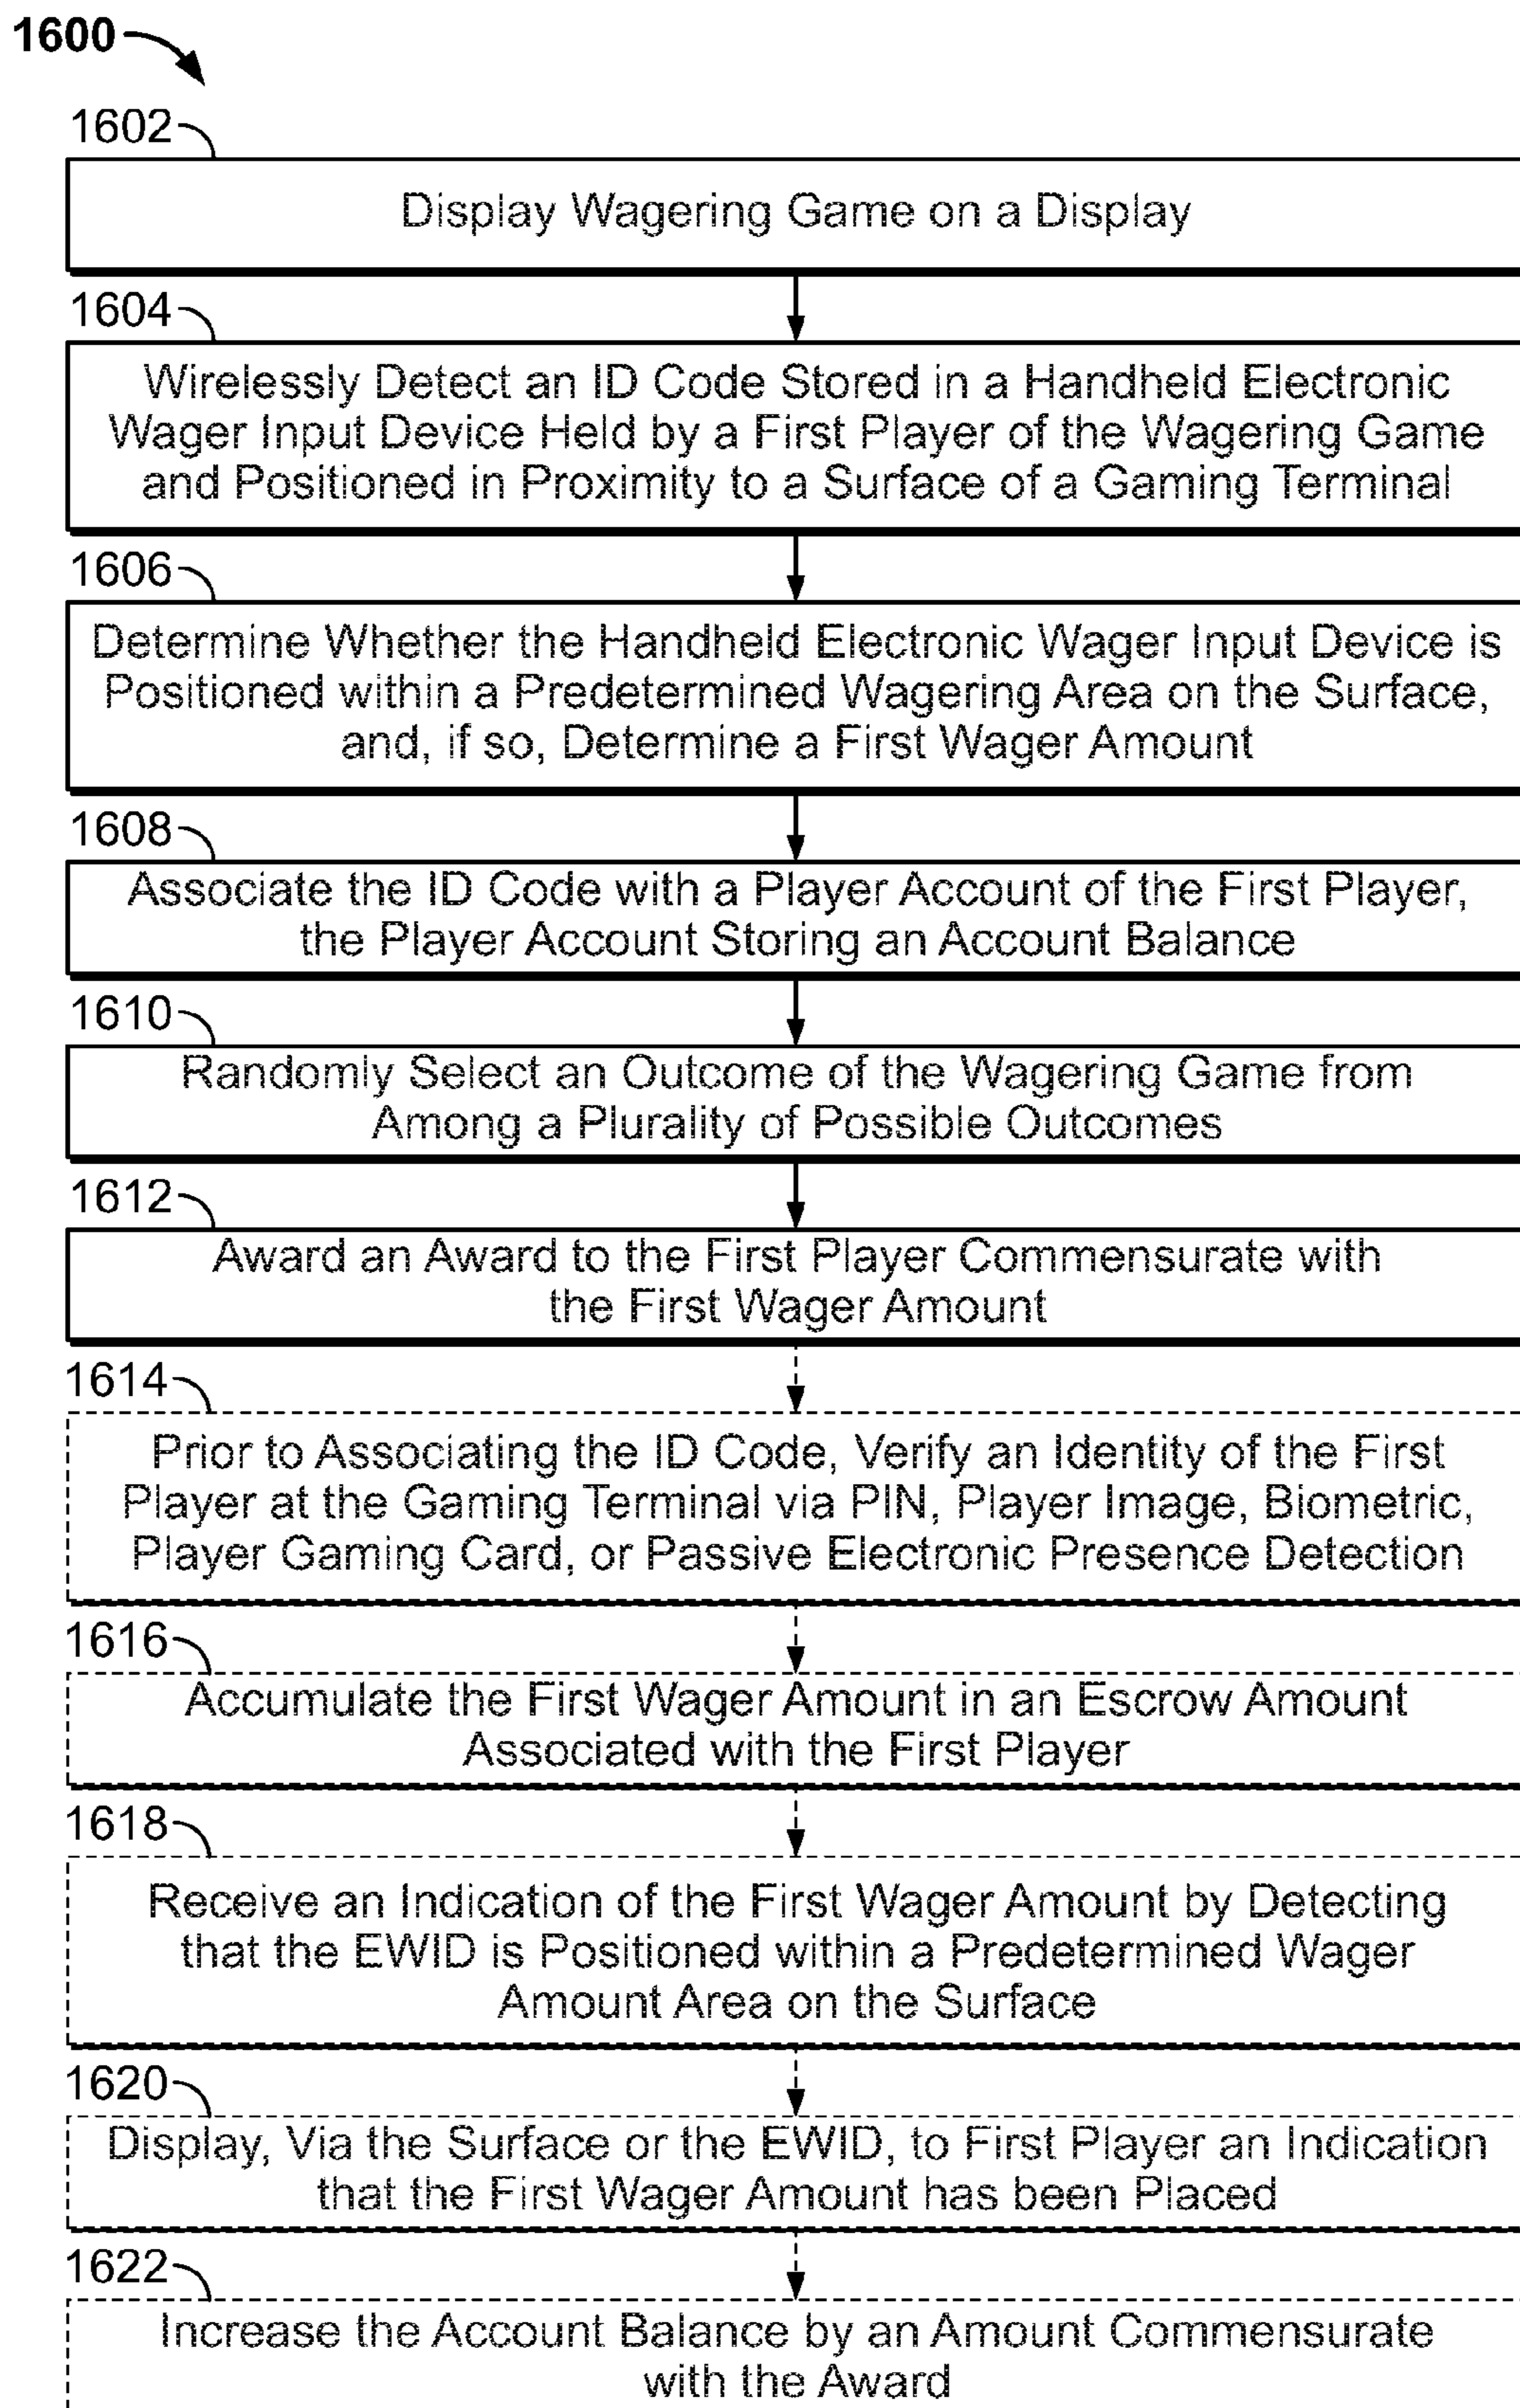 1600
1602
Display Wagering Game on a Display
1604
Wirelessly Detect an ID Code Stored in a Handheld Electronic
Wager Input Device Held by a First Player of the Wagering Game
and Positioned in Proximity to a Surface of a Gaming Terminal
1606
Determine Whether the Handheld Electronic Wager Input Device is
Positioned within a Predetermined Wagering Area on the Surface,
and, if so, Determine a First Wager Amount
1608
Associate the ID Code with a Player Account of the First Player,
the Player Account Storing an Account Balance
1610
Randomly Select an Outcome of the Wagering Game from
Among a Plurality of Possible Outcomes
1612
Award an Award to the First Player Commensurate with
the First Wager Amount
1614
Prior to Associating the ID Code, Verify an Identity of the First
Player at the Gaming Terminal via PIN, Player Image, Biometric,
Player Gaming Card, or Passive Electronic Presence Detection
1616
Accumulate the First Wager Amount in an Escrow Amount
Associated with the First Player
1618
Receive an Indication of the First Wager Amount by Detecting
that the EWID is Positioned within a Predetermined Wager
Amount Area on the Surface
1620
Display, Via the Surface or the EWID, to First Player an Indication
that the First Wager Amount has been Placed
1622
Increase the Account Balance by an Amount Commensurate
with the Award